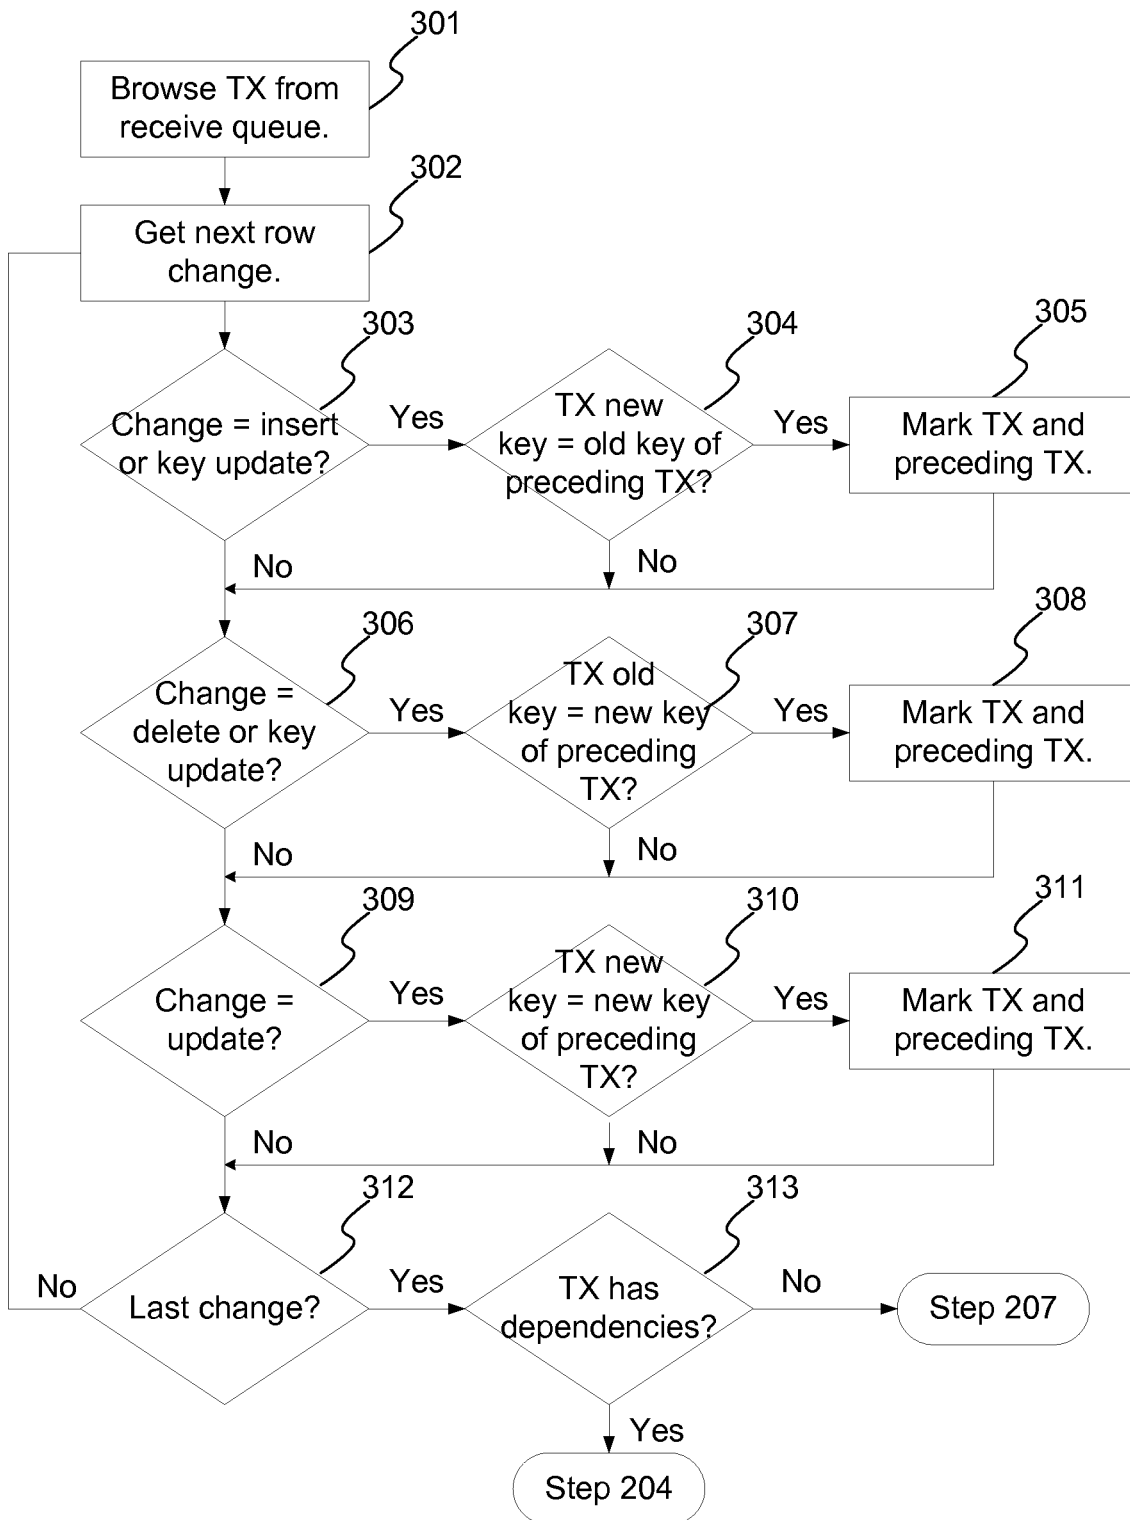 301
Browse TX from
receive queue.
302
Get next row
change.
303
Change = insert
or key update?
Yes
304
TX new
key = old key of
preceding TX?
Yes
305
Mark TX and
preceding TX.
No
No
306
Change =
delete or key
update?
Yes
307
TX old
key = new key
of preceding
TX?
Yes
308
Mark TX and
preceding TX.
No
No
309
Change =
update?
Yes
310
TX new
key = new key
of preceding
TX?
Yes
311
Mark TX and
preceding TX.
No
No
312
No
Last change?
Yes
313
TX has
dependencies?
No
Step 207
Yes
Step 204